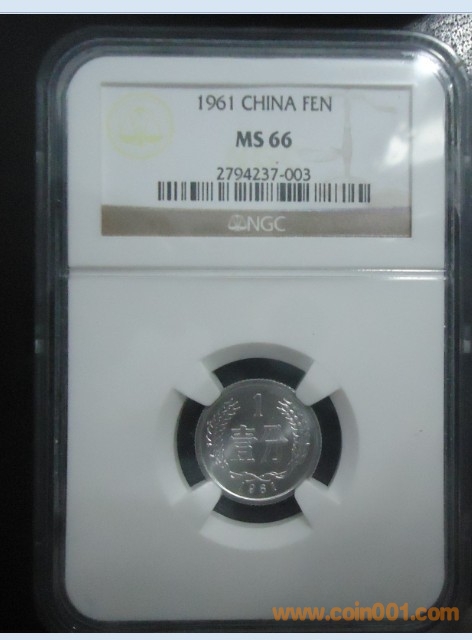 1961 CHINA FEN
MS 66
2794237-003
NGC
1
壹分
1961
www.coin001.com